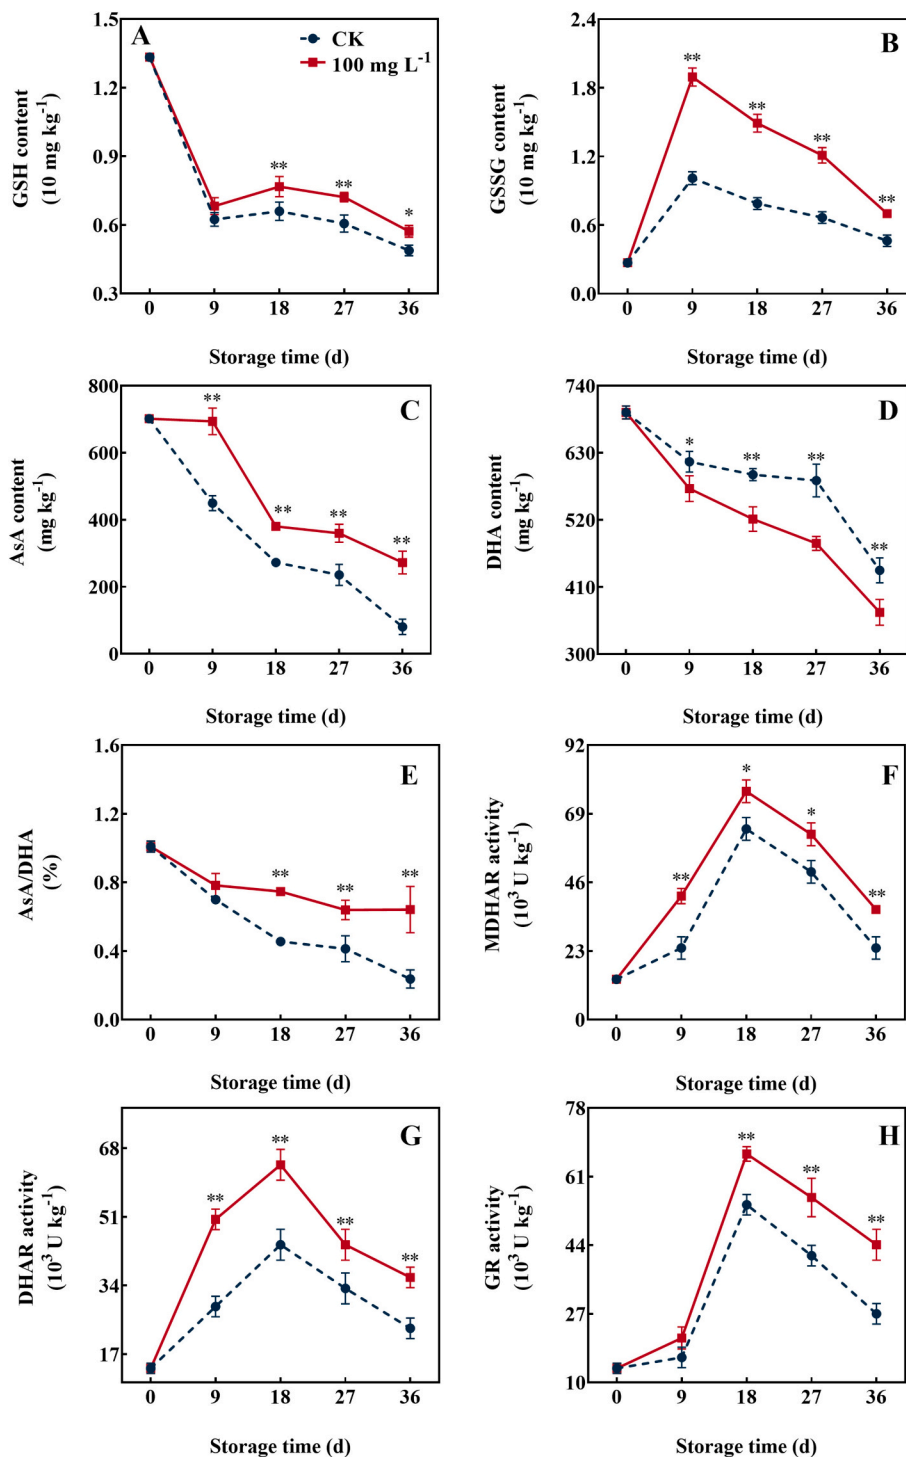 A
CK
100 mg L⁻¹
GSH content
(10 mg kg⁻¹)
1.5
1.2
0.9
0.6
0.3
** ** *
0 9 18 27 36
Storage time (d)
B
GSSG content
(10 mg kg⁻¹)
2.4
1.8
1.2
0.6
0.0
** ** ** **
0 9 18 27 36
Storage time (d)
C
AsA content
(mg kg⁻¹)
800
600
400
200
0
** ** ** **
0 9 18 27 36
Storage time (d)
D
DHA content
(mg kg⁻¹)
740
630
520
410
300
* ** ** **
0 9 18 27 36
Storage time (d)
E
AsA/DHA
(%)
1.6
1.2
0.8
0.4
0.0
** ** **
0 9 18 27 36
Storage time (d)
F
MDHAR activity
(10³ U kg⁻¹)
92
69
46
23
0
** * * **
0 9 18 27 36
Storage time (d)
G
DHAR activity
(10³ U kg⁻¹)
68
51
34
17
** ** ** **
0 9 18 27 36
Storage time (d)
H
GR activity
(10³ U kg⁻¹)
78
61
44
27
10
** ** **
0 9 18 27 36
Storage time (d)